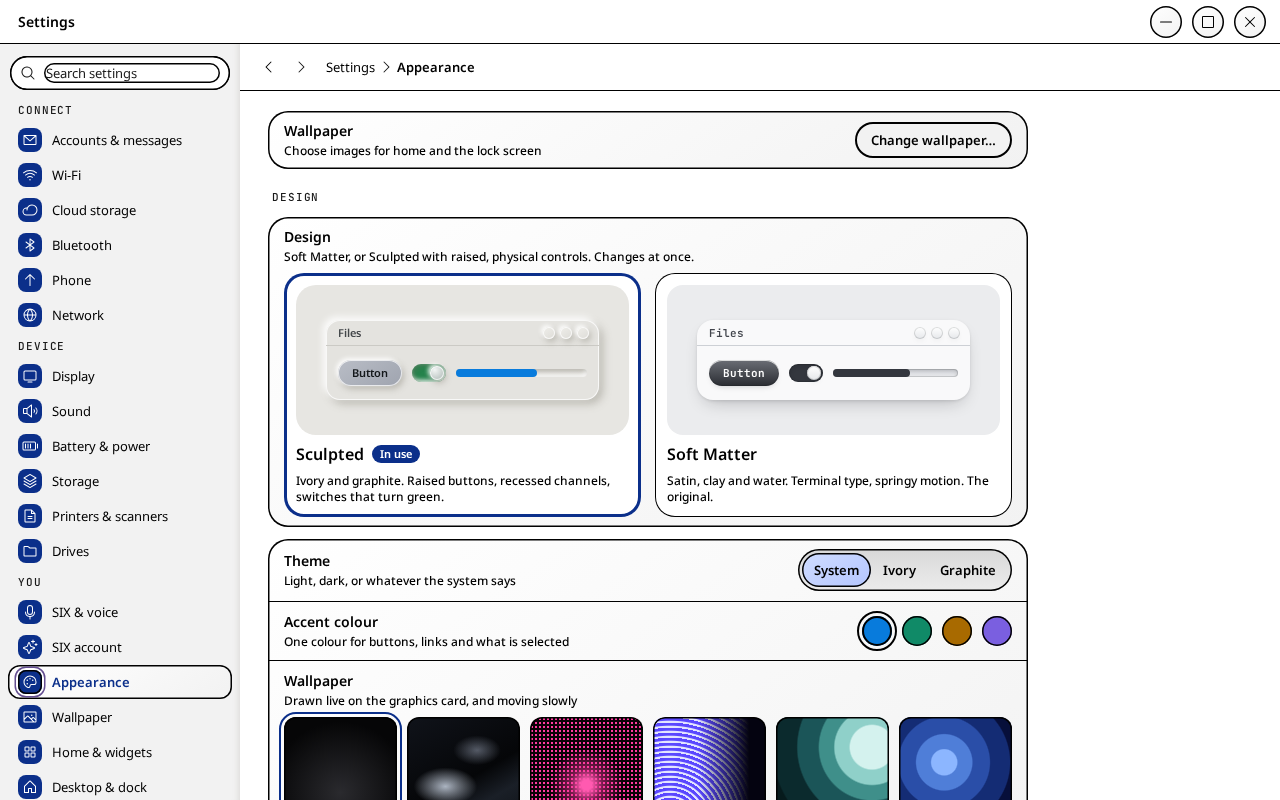 Settings
Search settings
CONNECT
Accounts & messages
Wi-Fi
Cloud storage
Bluetooth
Phone
Network
DEVICE
Display
Sound
Battery & power
Storage
Printers & scanners
Drives
YOU
SIX & voice
SIX account
Appearance
Wallpaper
Home & widgets
Desktop & dock
Settings
Appearance
Wallpaper
Choose images for home and the lock screen
Change wallpaper...
DESIGN
Design
Soft Matter, or Sculpted with raised, physical controls. Changes at once.
Files
Button
Sculpted
In use
Ivory and graphite. Raised buttons, recessed channels,
switches that turn green.
Files
Button
Soft Matter
Satin, clay and water. Terminal type, springy motion. The
original.
Theme
Light, dark, or whatever the system says
System
Ivory
Graphite
Accent colour
One colour for buttons, links and what is selected
Wallpaper
Drawn live on the graphics card, and moving slowly